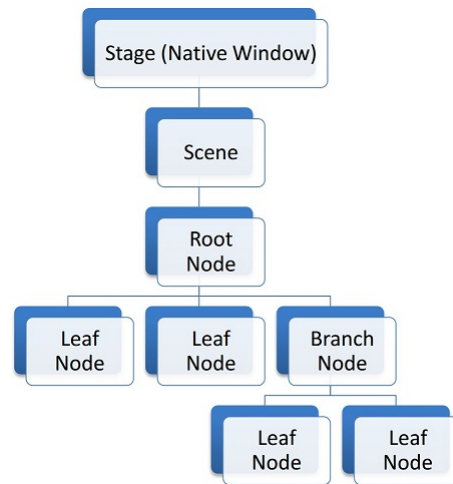 Stage (Native Window)
Scene
Root
Node
Leaf
Node
Leaf
Node
Branch
Node
Leaf
Node
Leaf
Node